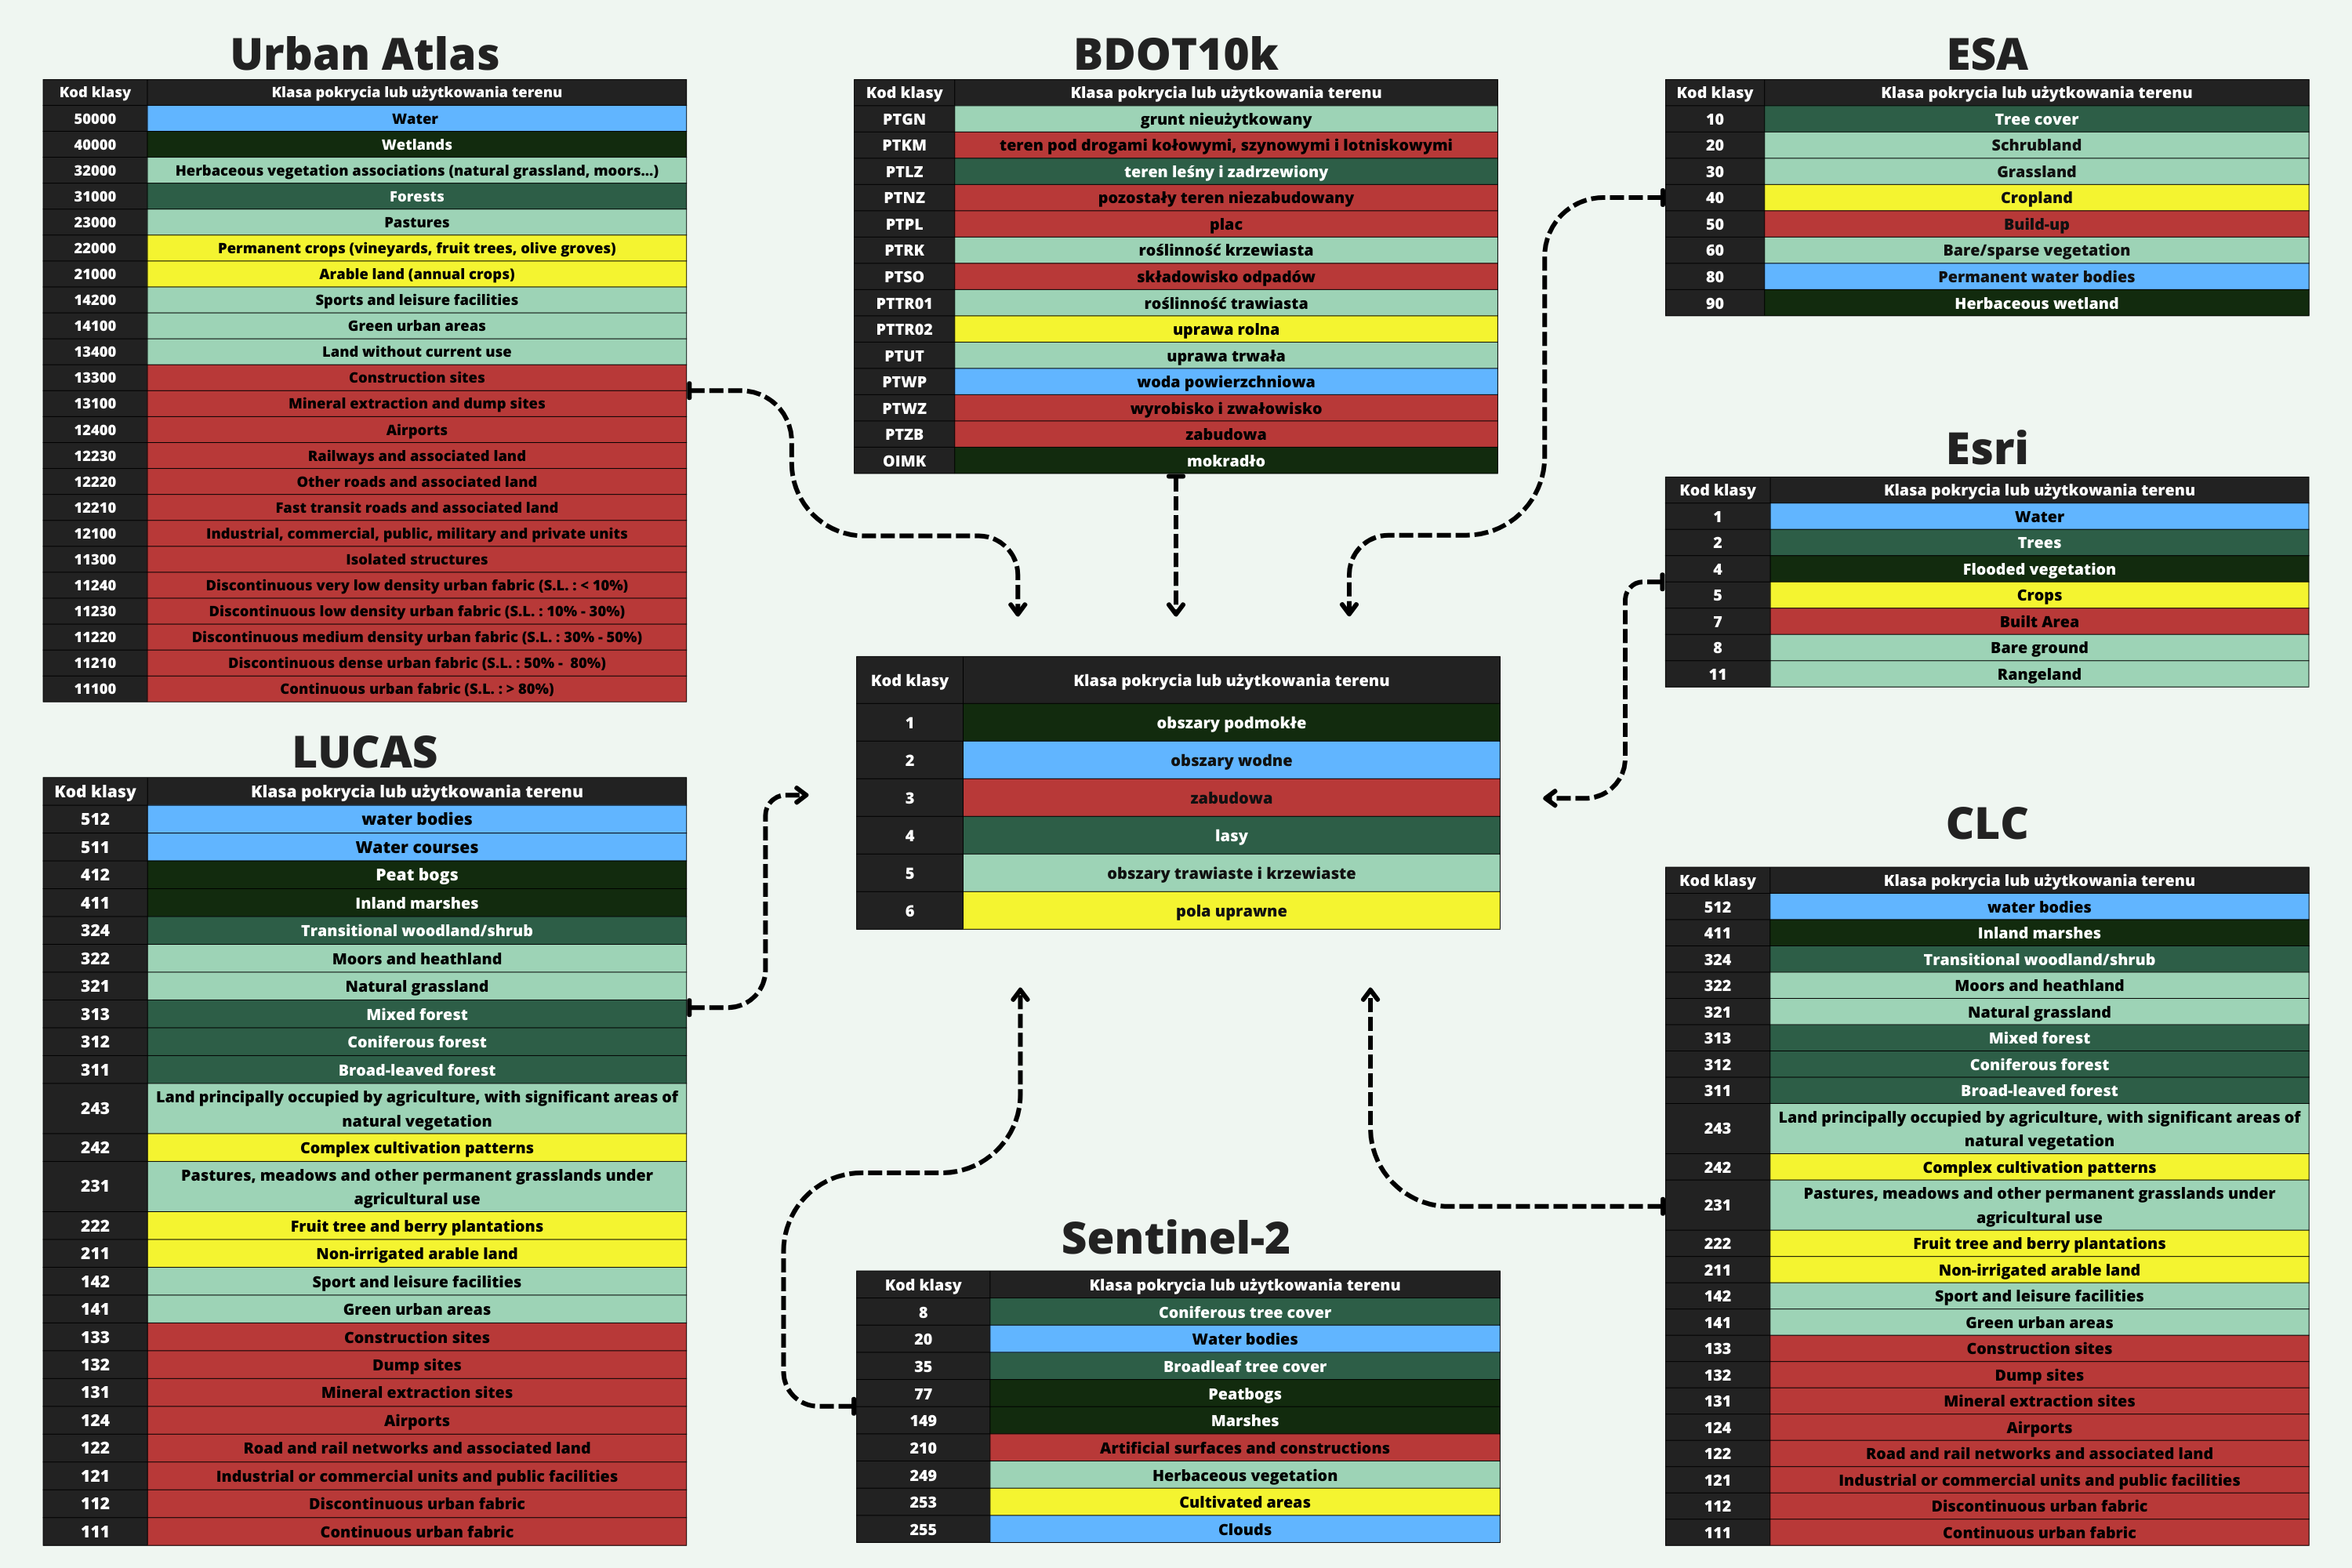 Urban Atlas
Kod klasy Klasa pokrycia lub użytkowania terenu
50000 Water
40000 Wetlands
32000 Herbaceous vegetation associations (natural grassland, moors...)
31000 Forests
23000 Pastures
22000 Permanent crops (vineyards, fruit trees, olive groves)
21000 Arable land (annual crops)
14200 Sports and leisure facilities
14100 Green urban areas
13400 Land without current use
13300 Construction sites
13100 Mineral extraction and dump sites
12400 Airports
12230 Railways and associated land
12220 Other roads and associated land
12210 Fast transit roads and associated land
12100 Industrial, commercial, public, military and private units
11300 Isolated structures
11240 Discontinuous very low density urban fabric (S.L. : < 10%)
11230 Discontinuous low density urban fabric (S.L. : 10% - 30%)
11220 Discontinuous medium density urban fabric (S.L. : 30% - 50%)
11210 Discontinuous dense urban fabric (S.L. : 50% - 80%)
11100 Continuous urban fabric (S.L. : > 80%)
BDOT10k
Kod klasy Klasa pokrycia lub użytkowania terenu
PTGN grunt nieużytkowany
PTKM teren pod drogami kołowymi, szynowymi i lotniskowymi
PTLZ teren leśny i zadrzewiony
PTNZ pozostały teren niezabudowany
PTPL plac
PTRK roślinność krzewiasta
PTSO składowisko odpadów
PTTR01 roślinność trawiasta
PTTR02 uprawa rolna
PTUT uprawa trwała
PTWP woda powierzchniowa
PTWZ wyrobisko i zwałowisko
PTZB zabudowa
OIMK mokradło
ESA
Kod klasy Klasa pokrycia lub użytkowania terenu
10 Tree cover
20 Schrubland
30 Grassland
40 Cropland
50 Build-up
60 Bare/sparse vegetation
80 Permanent water bodies
90 Herbaceous wetland
Esri
Kod klasy Klasa pokrycia lub użytkowania terenu
1 Water
2 Trees
4 Flooded vegetation
5 Crops
7 Built Area
8 Bare ground
11 Rangeland
Kod klasy Klasa pokrycia lub użytkowania terenu
1 obszary podmokłe
2 obszary wodne
3 zabudowa
4 lasy
5 obszary trawiaste i krzewiaste
6 pola uprawne
LUCAS
Kod klasy Klasa pokrycia lub użytkowania terenu
512 water bodies
511 Water courses
412 Peat bogs
411 Inland marshes
324 Transitional woodland/shrub
322 Moors and heathland
321 Natural grassland
313 Mixed forest
312 Coniferous forest
311 Broad-leaved forest
243 Land principally occupied by agriculture, with significant areas of
natural vegetation
242 Complex cultivation patterns
231 Pastures, meadows and other permanent grasslands under
agricultural use
222 Fruit tree and berry plantations
211 Non-irrigated arable land
142 Sport and leisure facilities
141 Green urban areas
133 Construction sites
132 Dump sites
131 Mineral extraction sites
124 Airports
122 Road and rail networks and associated land
121 Industrial or commercial units and public facilities
112 Discontinuous urban fabric
111 Continuous urban fabric
Sentinel-2
Kod klasy Klasa pokrycia lub użytkowania terenu
8 Coniferous tree cover
20 Water bodies
35 Broadleaf tree cover
77 Peatbogs
149 Marshes
210 Artificial surfaces and constructions
249 Herbaceous vegetation
253 Cultivated areas
255 Clouds
CLC
Kod klasy Klasa pokrycia lub użytkowania terenu
512 water bodies
411 Inland marshes
324 Transitional woodland/shrub
322 Moors and heathland
321 Natural grassland
313 Mixed forest
312 Coniferous forest
311 Broad-leaved forest
243 Land principally occupied by agriculture, with significant areas of
natural vegetation
242 Complex cultivation patterns
231 Pastures, meadows and other permanent grasslands under
agricultural use
222 Fruit tree and berry plantations
211 Non-irrigated arable land
142 Sport and leisure facilities
141 Green urban areas
133 Construction sites
132 Dump sites
131 Mineral extraction sites
124 Airports
122 Road and rail networks and associated land
121 Industrial or commercial units and public facilities
112 Discontinuous urban fabric
111 Continuous urban fabric